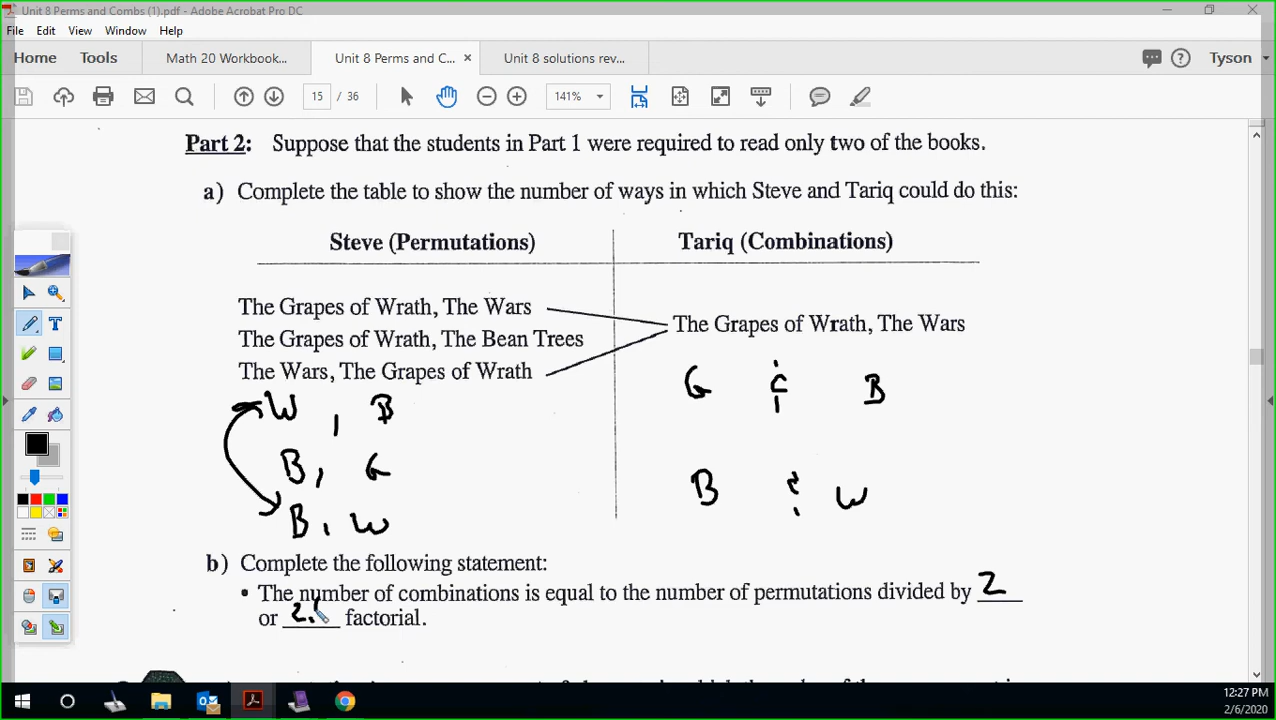 Unit 8 Perms and Combs (1).pdf - Adobe Acrobat Pro DC
File Edit View Window Help
Home Tools Math 20 Workbook... Unit 8 Perms and C... × Unit 8 solutions rev... Tyson
15 / 36 141%
Part 2: Suppose that the students in Part 1 were required to read only two of the books.
a) Complete the table to show the number of ways in which Steve and Tariq could do this:
Steve (Permutations) Tariq (Combinations)
The Grapes of Wrath, The Wars
The Grapes of Wrath, The Wars
The Grapes of Wrath, The Bean Trees
The Wars, The Grapes of Wrath
G & B
W , B
B, G
B & W
B, W
b) Complete the following statement:
• The number of combinations is equal to the number of permutations divided by 2
or 2! factorial.
12:27 PM
2/6/2020